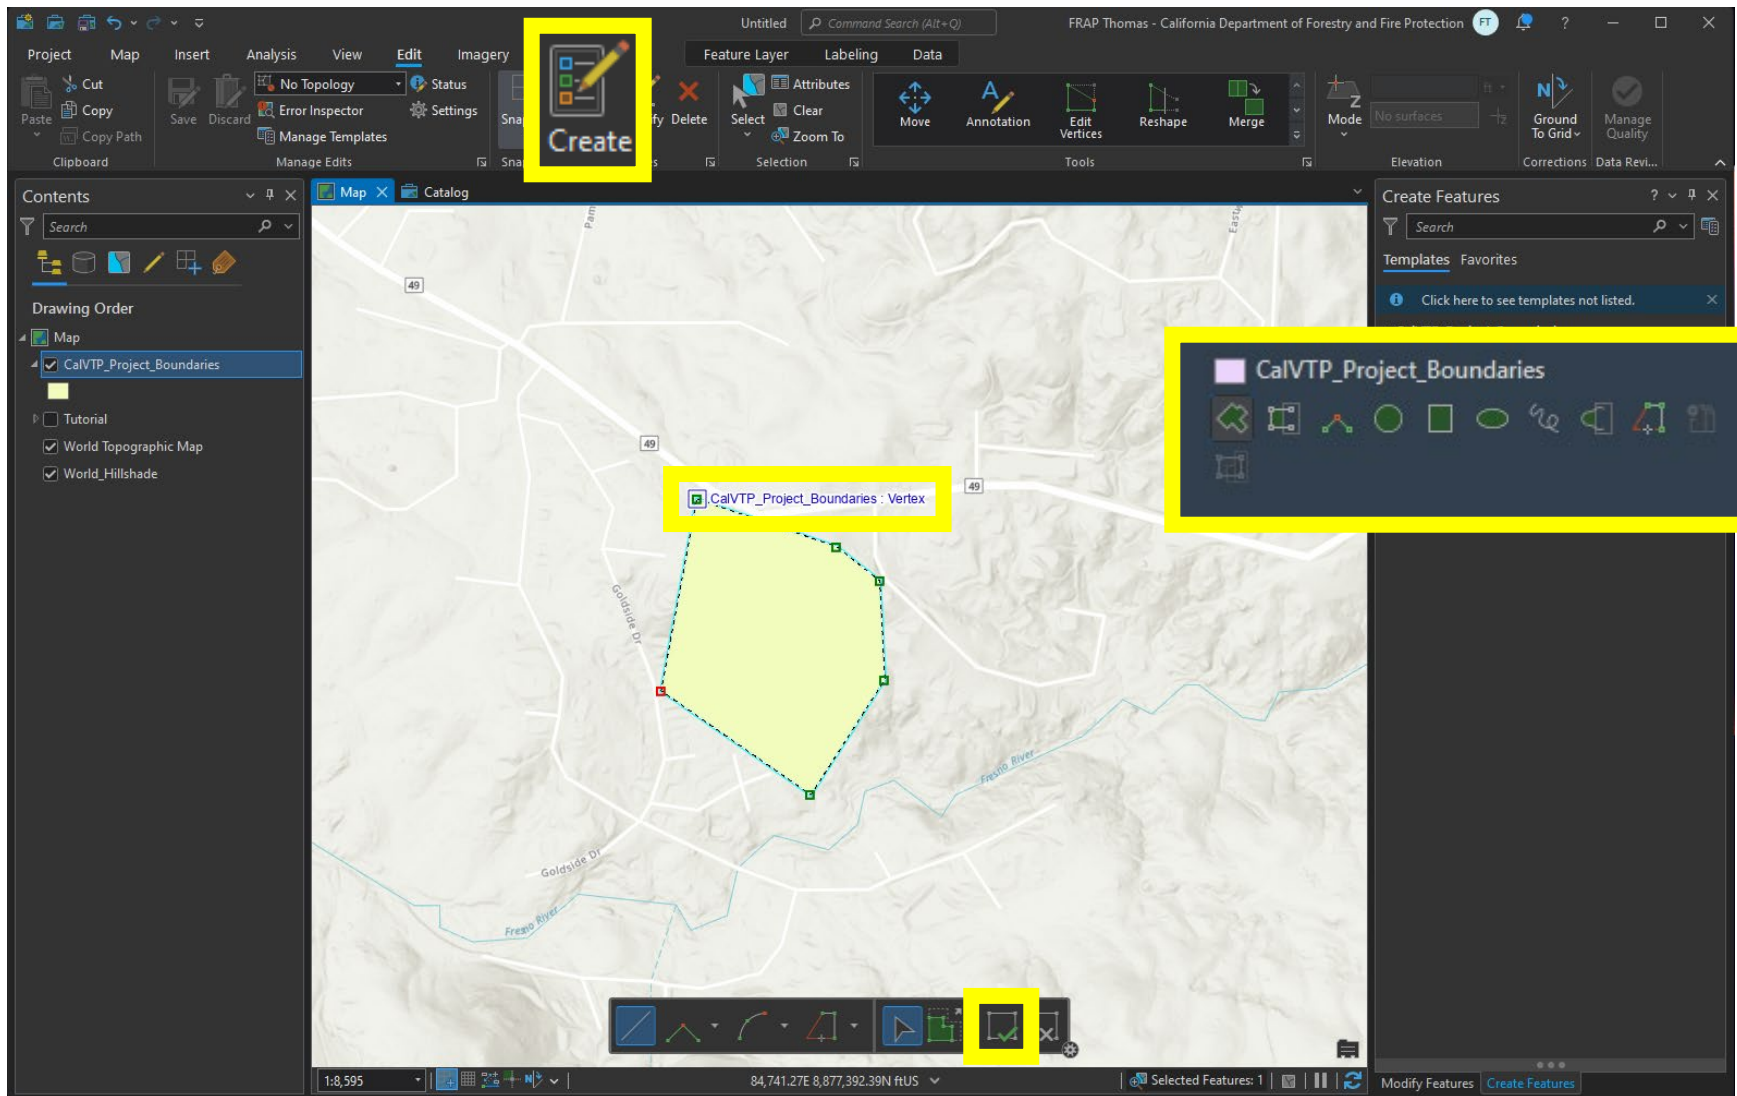 Untitled
Command Search (Alt+Q)
FRAP Thomas - California Department of Forestry and Fire Protection
FT
?
Project Map Insert Analysis View Edit Imagery
Feature Layer Labeling Data
Cut
Copy
Copy Path
Paste
Clipboard
Save
Discard
No Topology
Error Inspector
Manage Templates
Status
Settings
Manage Edits
Create
Delete
Select
Attributes
Clear
Zoom To
Selection
Move
Annotation
Edit Vertices
Reshape
Merge
Tools
Mode
No surfaces
Elevation
Ground To Grid
Corrections
Manage Quality
Data Revi...
Contents
Search
Drawing Order
Map
CalVTP_Project_Boundaries
Tutorial
World Topographic Map
World_Hillshade
Map
Catalog
49
49
49
CalVTP_Project_Boundaries : Vertex
Goldside Dr
Fresno River
Goldside Dr
Fresno River
1:8,595
84,741.27E 8,877,392.39N ftUS
Selected Features: 1
Create Features
?
Search
Templates Favorites
Click here to see templates not listed.
CalVTP_Project_Boundaries
Modify Features Create Features